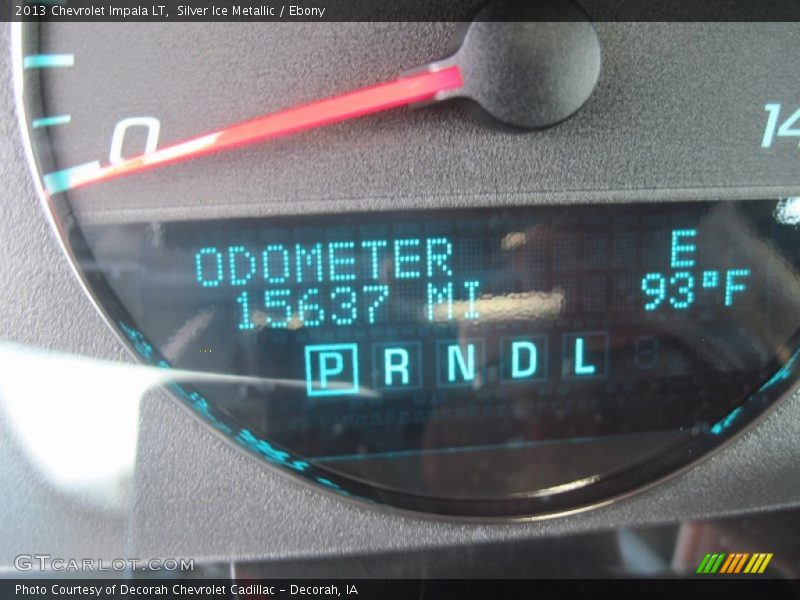 2013 Chevrolet Impala LT, Silver Ice Metallic / Ebony
0
14
ODOMETER E
15637 MI 93°F
P R N D L
GTCARLOT.COM
Photo Courtesy of Decorah Chevrolet Cadillac – Decorah, IA